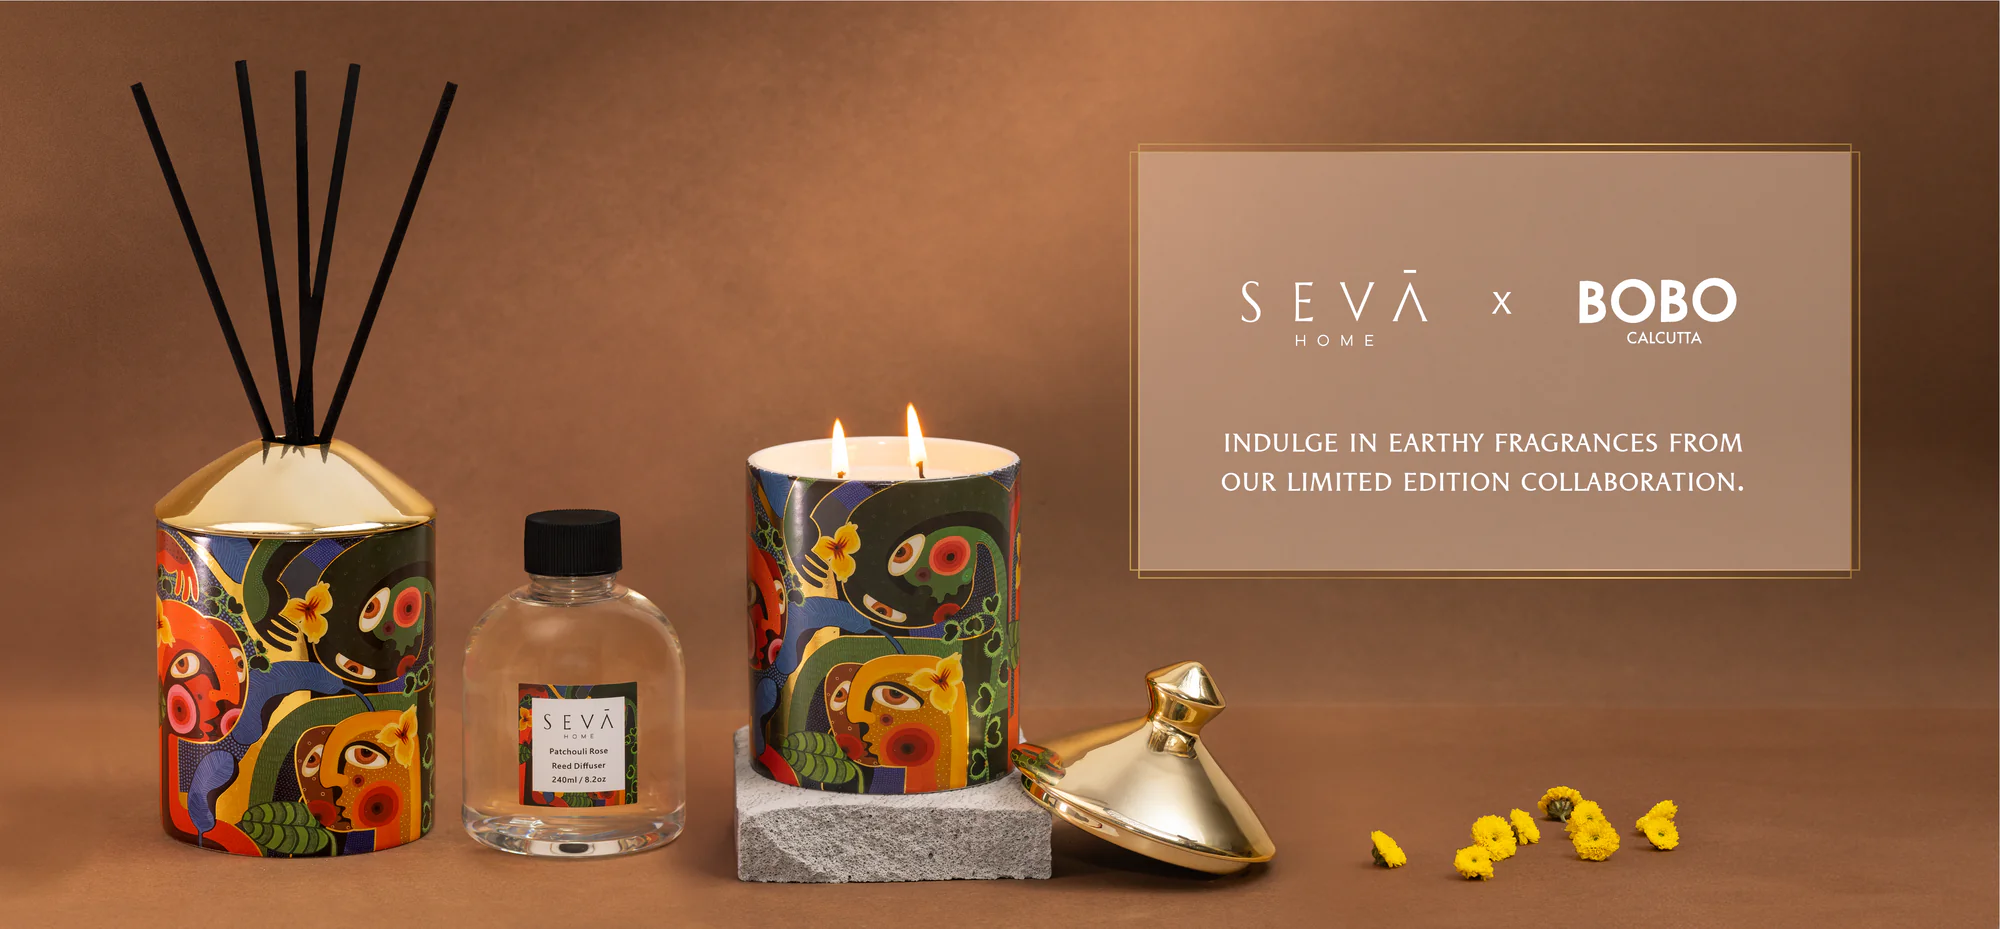 SEVĀ
HOME
x
BOBO
CALCUTTA
INDULGE IN EARTHY FRAGRANCES FROM
OUR LIMITED EDITION COLLABORATION.
SEVĀ
HOME
Patchouli Rose
Reed Diffuser
240ml / 8.2oz